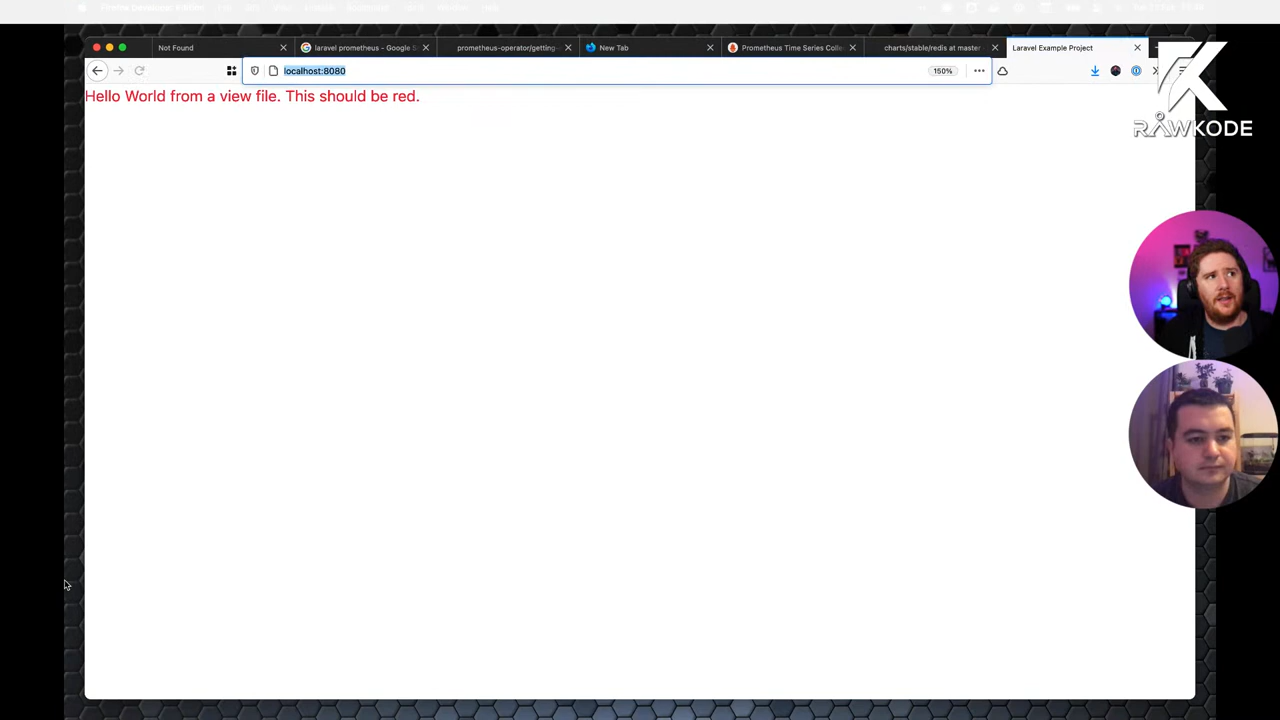 Not Found
laravel prometheus - Google S
prometheus-operator/getting-
New Tab
Prometheus Time Series Colle
charts/stable/redis at master
Laravel Example Project
localhost:8080
150%
Hello World from a view file. This should be red.
RAWKODE